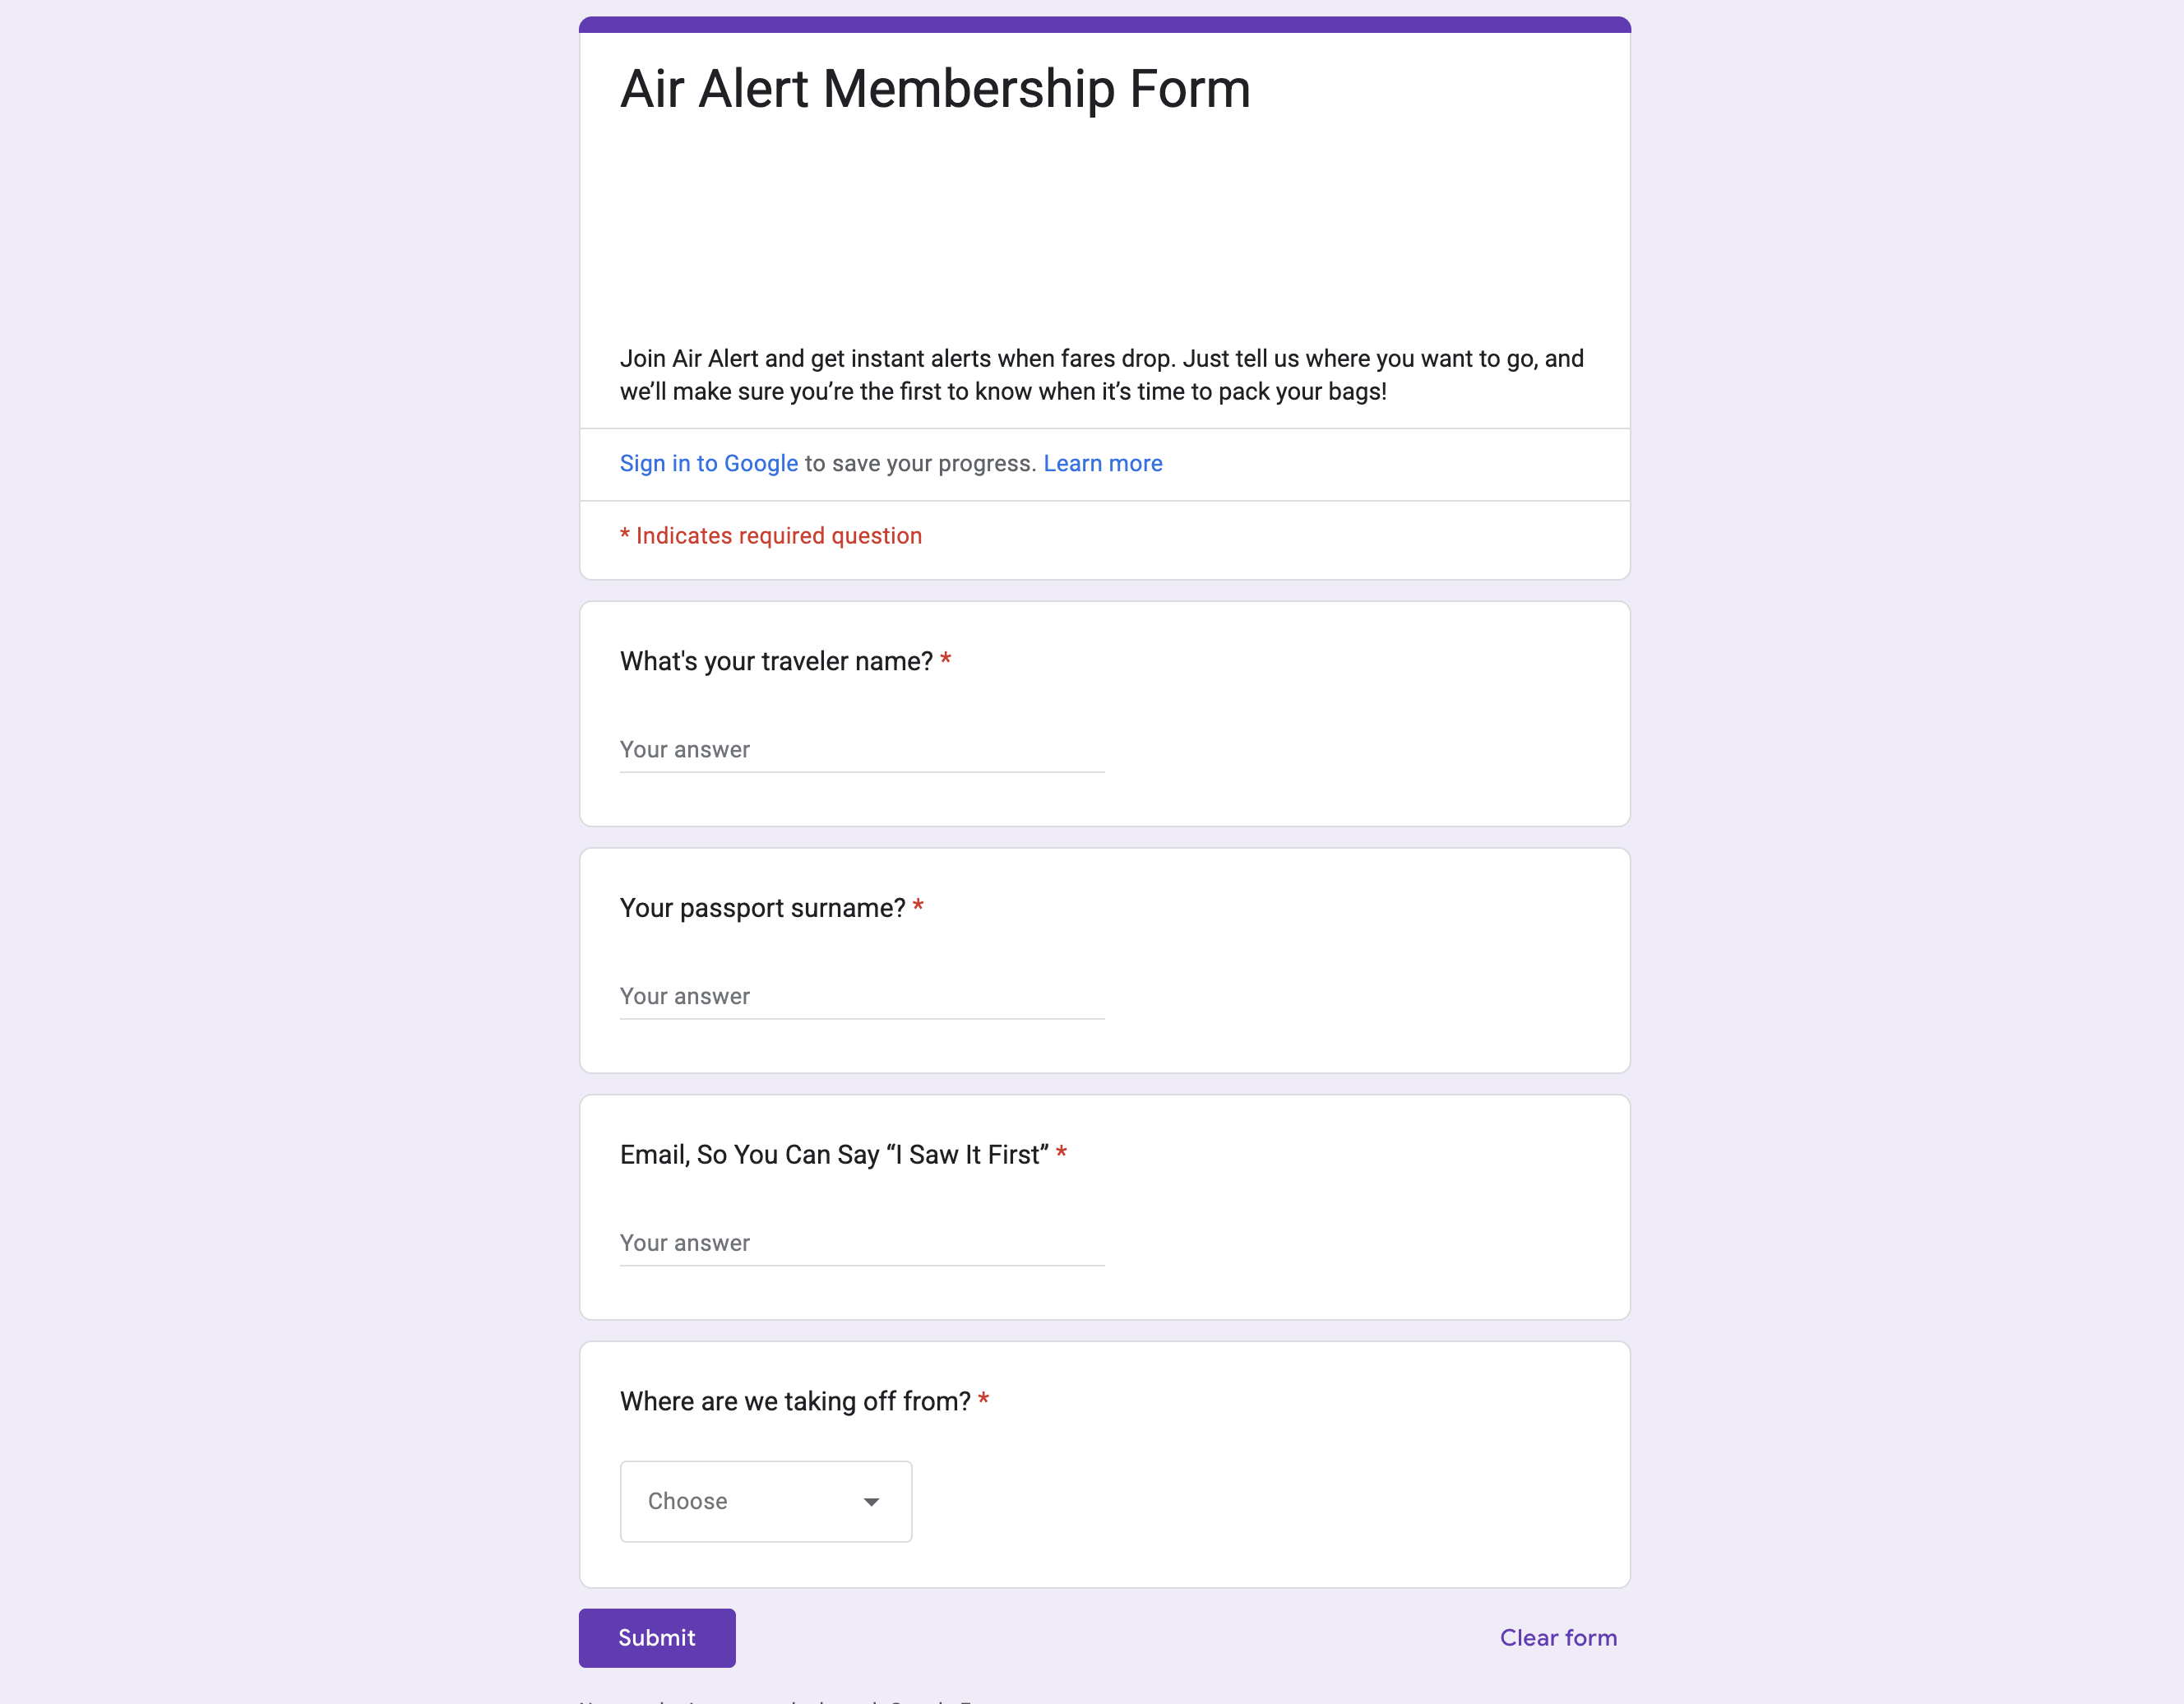 Air Alert Membership Form
Join Air Alert and get instant alerts when fares drop. Just tell us where you want to go, and
we’ll make sure you’re the first to know when it’s time to pack your bags!
Sign in to Google to save your progress. Learn more
* Indicates required question
What's your traveler name? *
Your answer
Your passport surname? *
Your answer
Email, So You Can Say “I Saw It First” *
Your answer
Where are we taking off from? *
Choose
Submit
Clear form